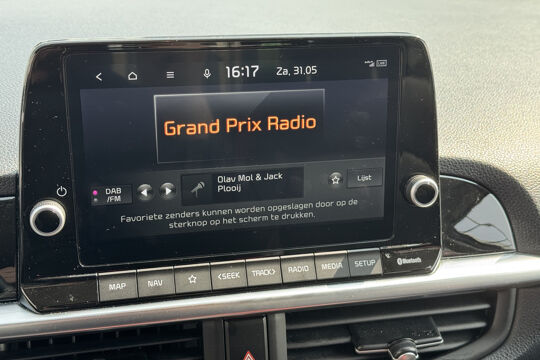 16:17 Za, 31.05
Grand Prix Radio
DAB
/FM
Olav Mol & Jack
Plooij
Lijst
Favoriete zenders kunnen worden opgeslagen door op de
sterknop op het scherm te drukken.
MAP NAV <SEEK TRACK> RADIO MEDIA SETUP Bluetooth